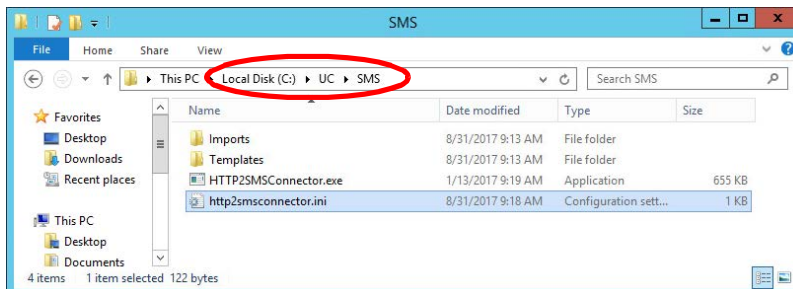 SMS
File Home Share View
This PC Local Disk (C:) UC SMS Search SMS
Name Date modified Type Size
Favorites
Desktop
Downloads
Recent places
This PC
Desktop
Documents
Imports 8/31/2017 9:13 AM File folder
Templates 8/31/2017 9:13 AM File folder
HTTP2SMSConnector.exe 1/13/2017 9:19 AM Application 655 KB
http2smsconnector.ini 8/31/2017 9:18 AM Configuration sett... 1 KB
4 items 1 item selected 122 bytes